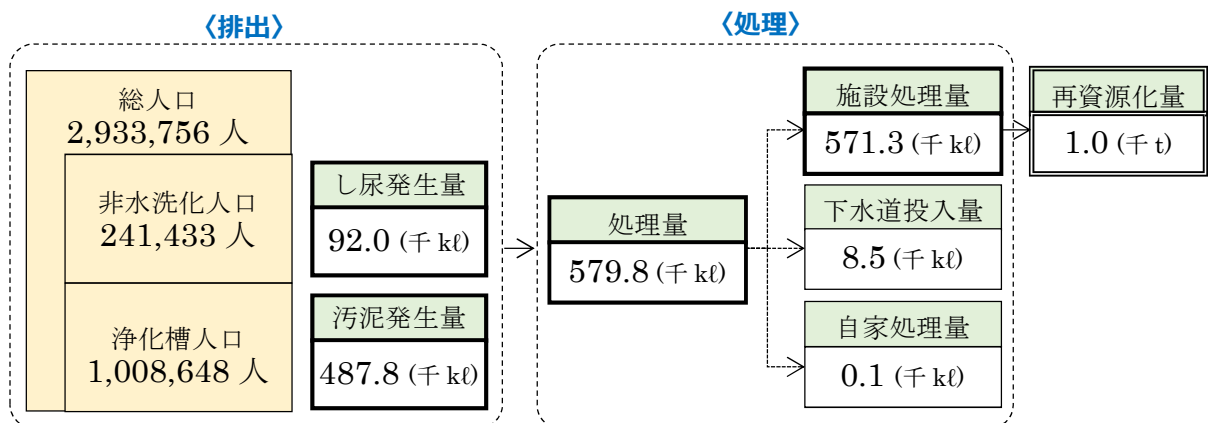 〈排出〉
総人口
2,933,756 人
非水洗化人口
241,433 人
浄化槽人口
1,008,648 人
し尿発生量
92.0 (千 kℓ)
汚泥発生量
487.8 (千 kℓ)
〈処理〉
処理量
579.8 (千 kℓ)
施設処理量
571.3 (千 kℓ)
下水道投入量
8.5 (千 kℓ)
自家処理量
0.1 (千 kℓ)
再資源化量
1.0 (千 t)